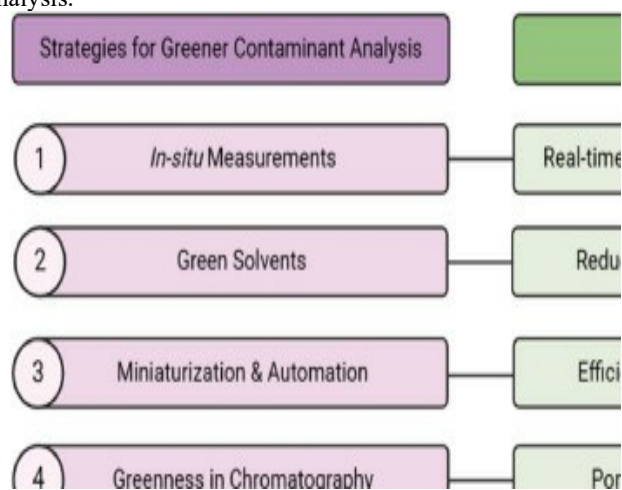 Strategies for Greener Contaminant Analysis
1 In-situ Measurements Real-time
2 Green Solvents
3 Miniaturization & Automation
4 Greenness in Chromatography